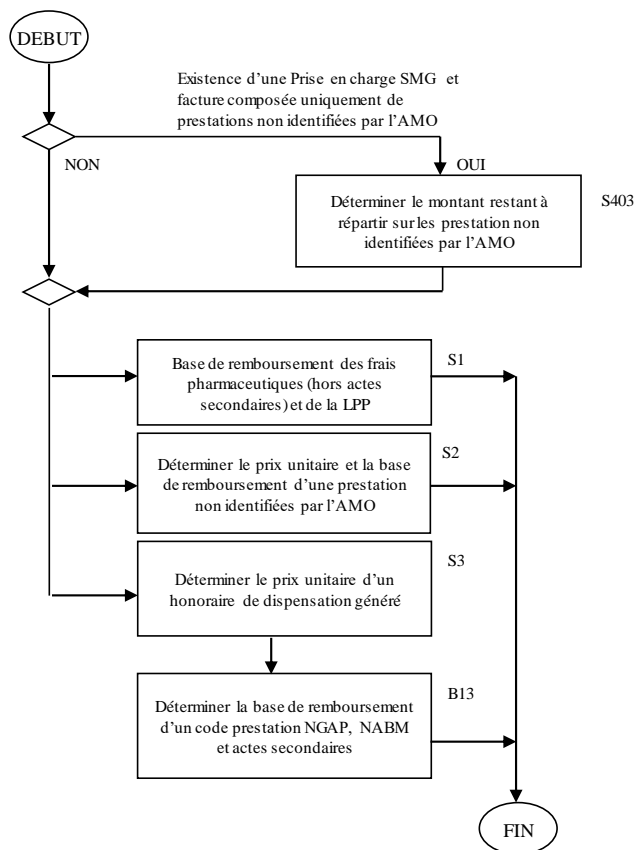 DEBUT
Existence d'une Prise en charge SMG et
facture composée uniquement de
prestations non identifiées par l'AMO
NON
OUI
Déterminer le montant restant à
répartir sur les prestation non
identifiées par l'AMO
S403
Base de remboursement des frais
pharmaceutiques (hors actes
secondaires) et de la LPP
S1
Déterminer le prix unitaire et la base
de remboursement d'une prestation
non identifiées par l'AMO
S2
Déterminer le prix unitaire d'un
honoraire de dispensation généré
S3
Déterminer la base de remboursement
d'un code prestation NGAP, NABM
et actes secondaires
B13
FIN